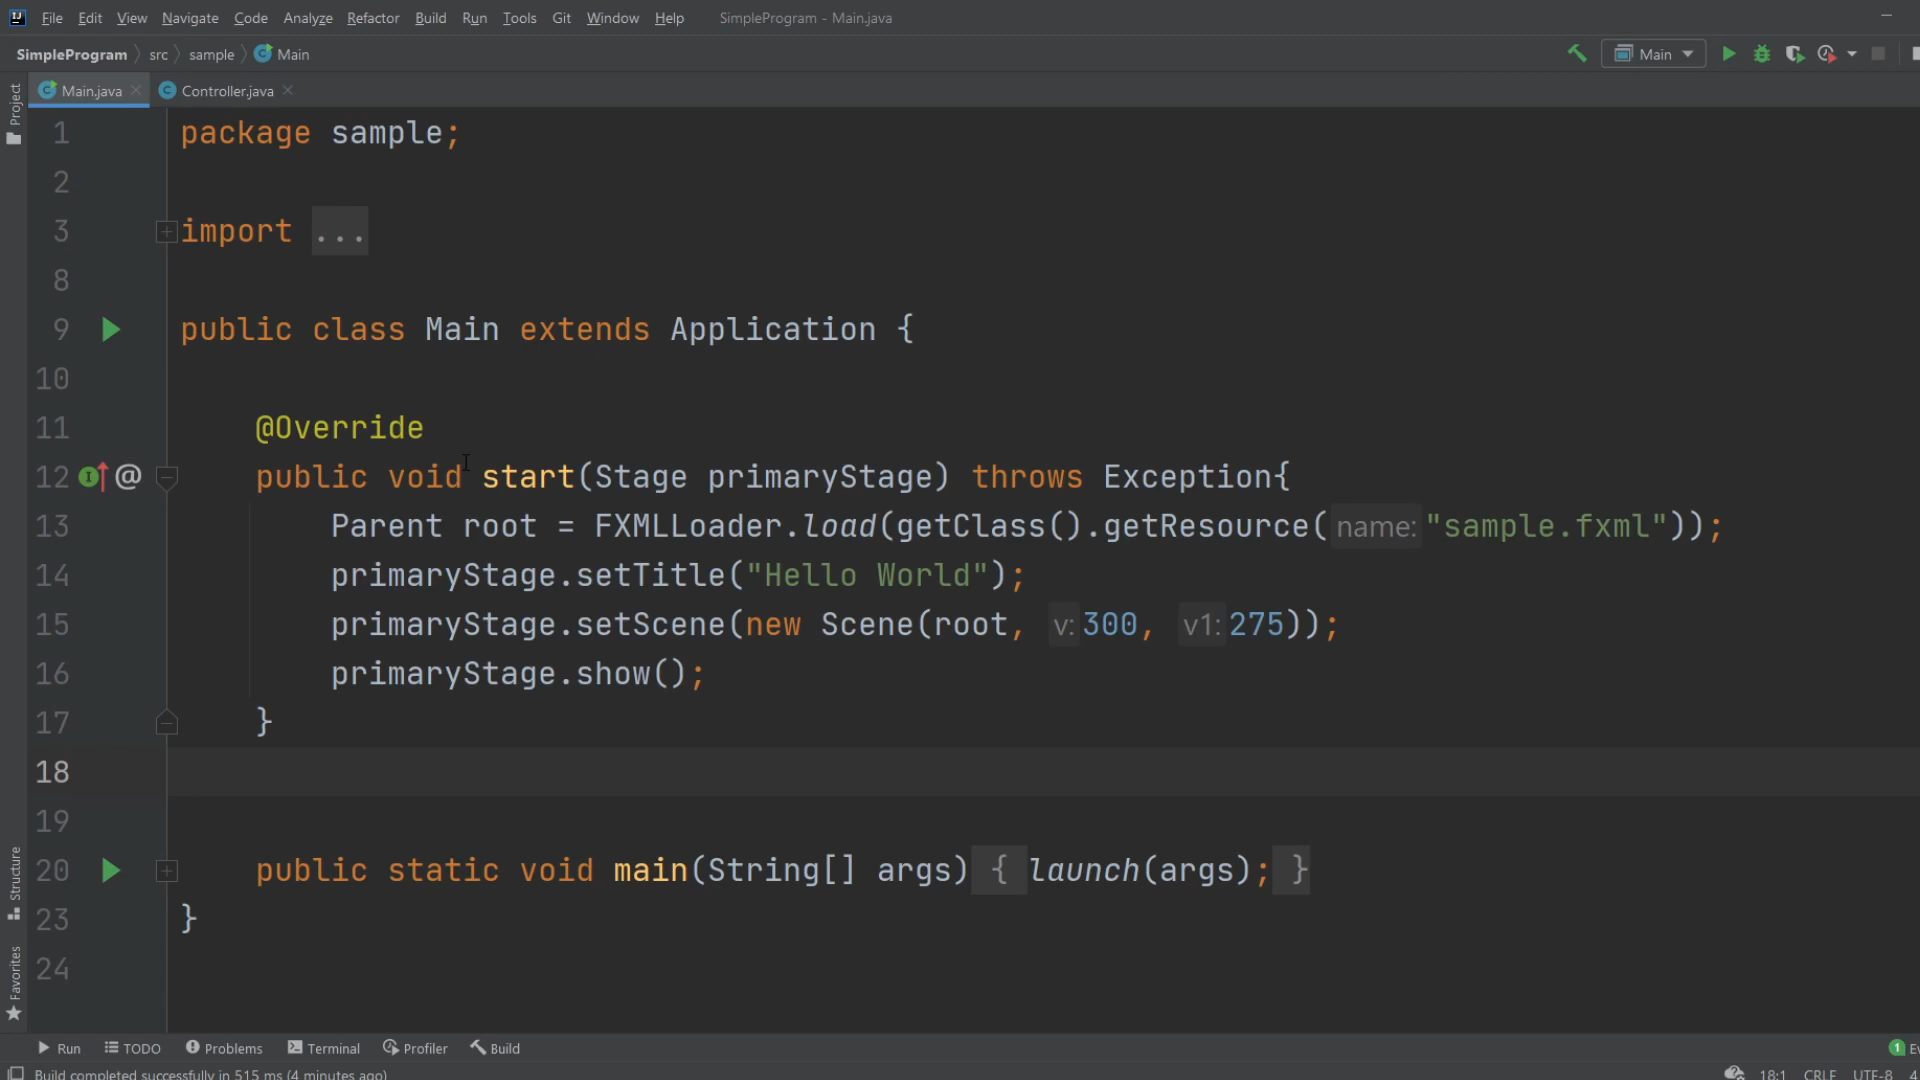 File Edit View Navigate Code Analyze Refactor Build Run Tools Git Window Help SimpleProgram - Main.java
SimpleProgram src sample Main Main
Main.java Controller.java
Project
1 package sample;
2
3 import ...
8
9 public class Main extends Application {
10
11 @Override
12 @ public void start(Stage primaryStage) throws Exception{
13 Parent root = FXMLLoader.load(getClass().getResource( name: "sample.fxml"));
14 primaryStage.setTitle("Hello World");
15 primaryStage.setScene(new Scene(root, v: 300, v1: 275));
16 primaryStage.show();
17 }
18
19
20 public static void main(String[] args) { launch(args); }
23 }
24
Structure
Favorites
Run TODO Problems Terminal Profiler Build 1 Ev
Build completed successfully in 515 ms (4 minutes ago) 18:1 CRLF UTF-8 4